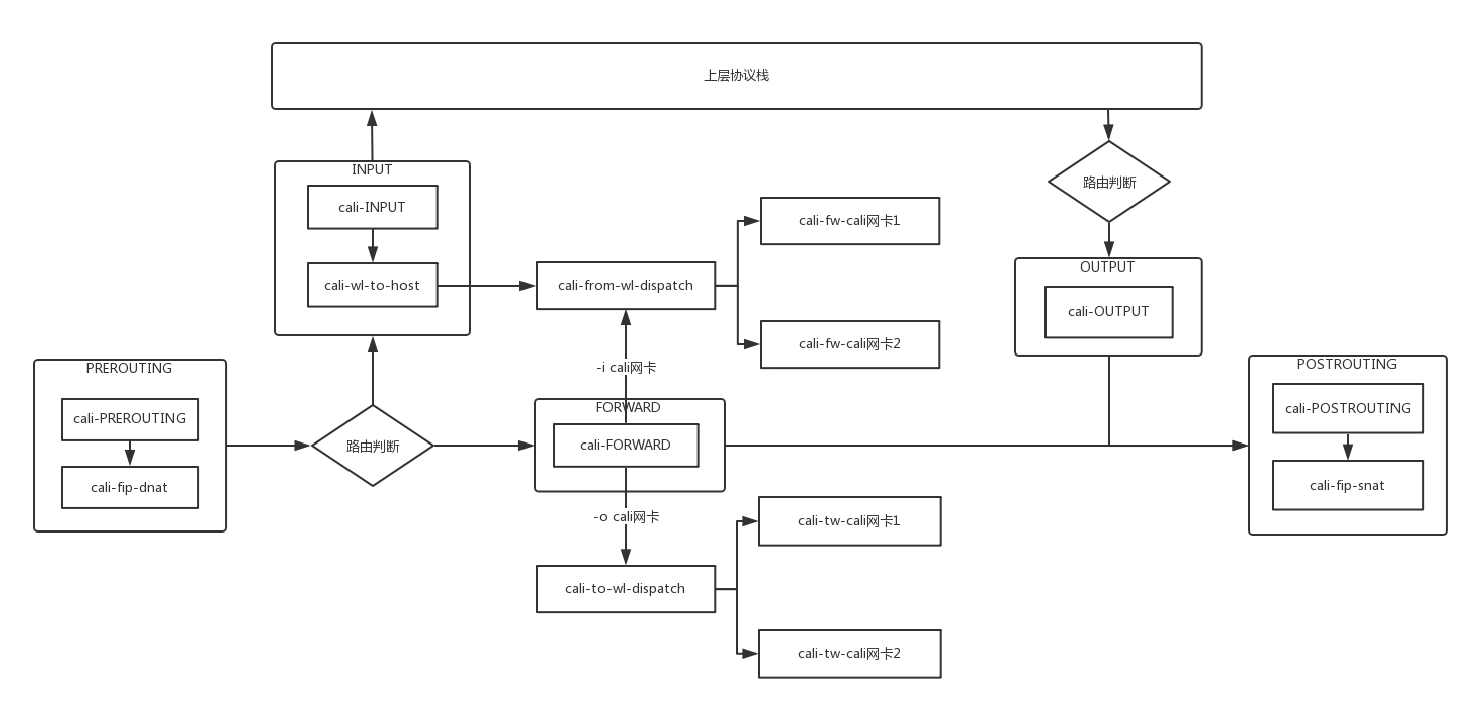 上层协议栈
INPUT
cali-INPUT
cali-wl-to-host
路由判断
OUTPUT
cali-OUTPUT
cali-from-wl-dispatch
cali-fw-cali网卡1
cali-fw-cali网卡2
-i cali网卡
PREROUTING
cali-PREROUTING
cali-fip-dnat
路由判断
FORWARD
cali-FORWARD
-o cali网卡
cali-to-wl-dispatch
cali-tw-cali网卡1
cali-tw-cali网卡2
POSTROUTING
cali-POSTROUTING
cali-fip-snat